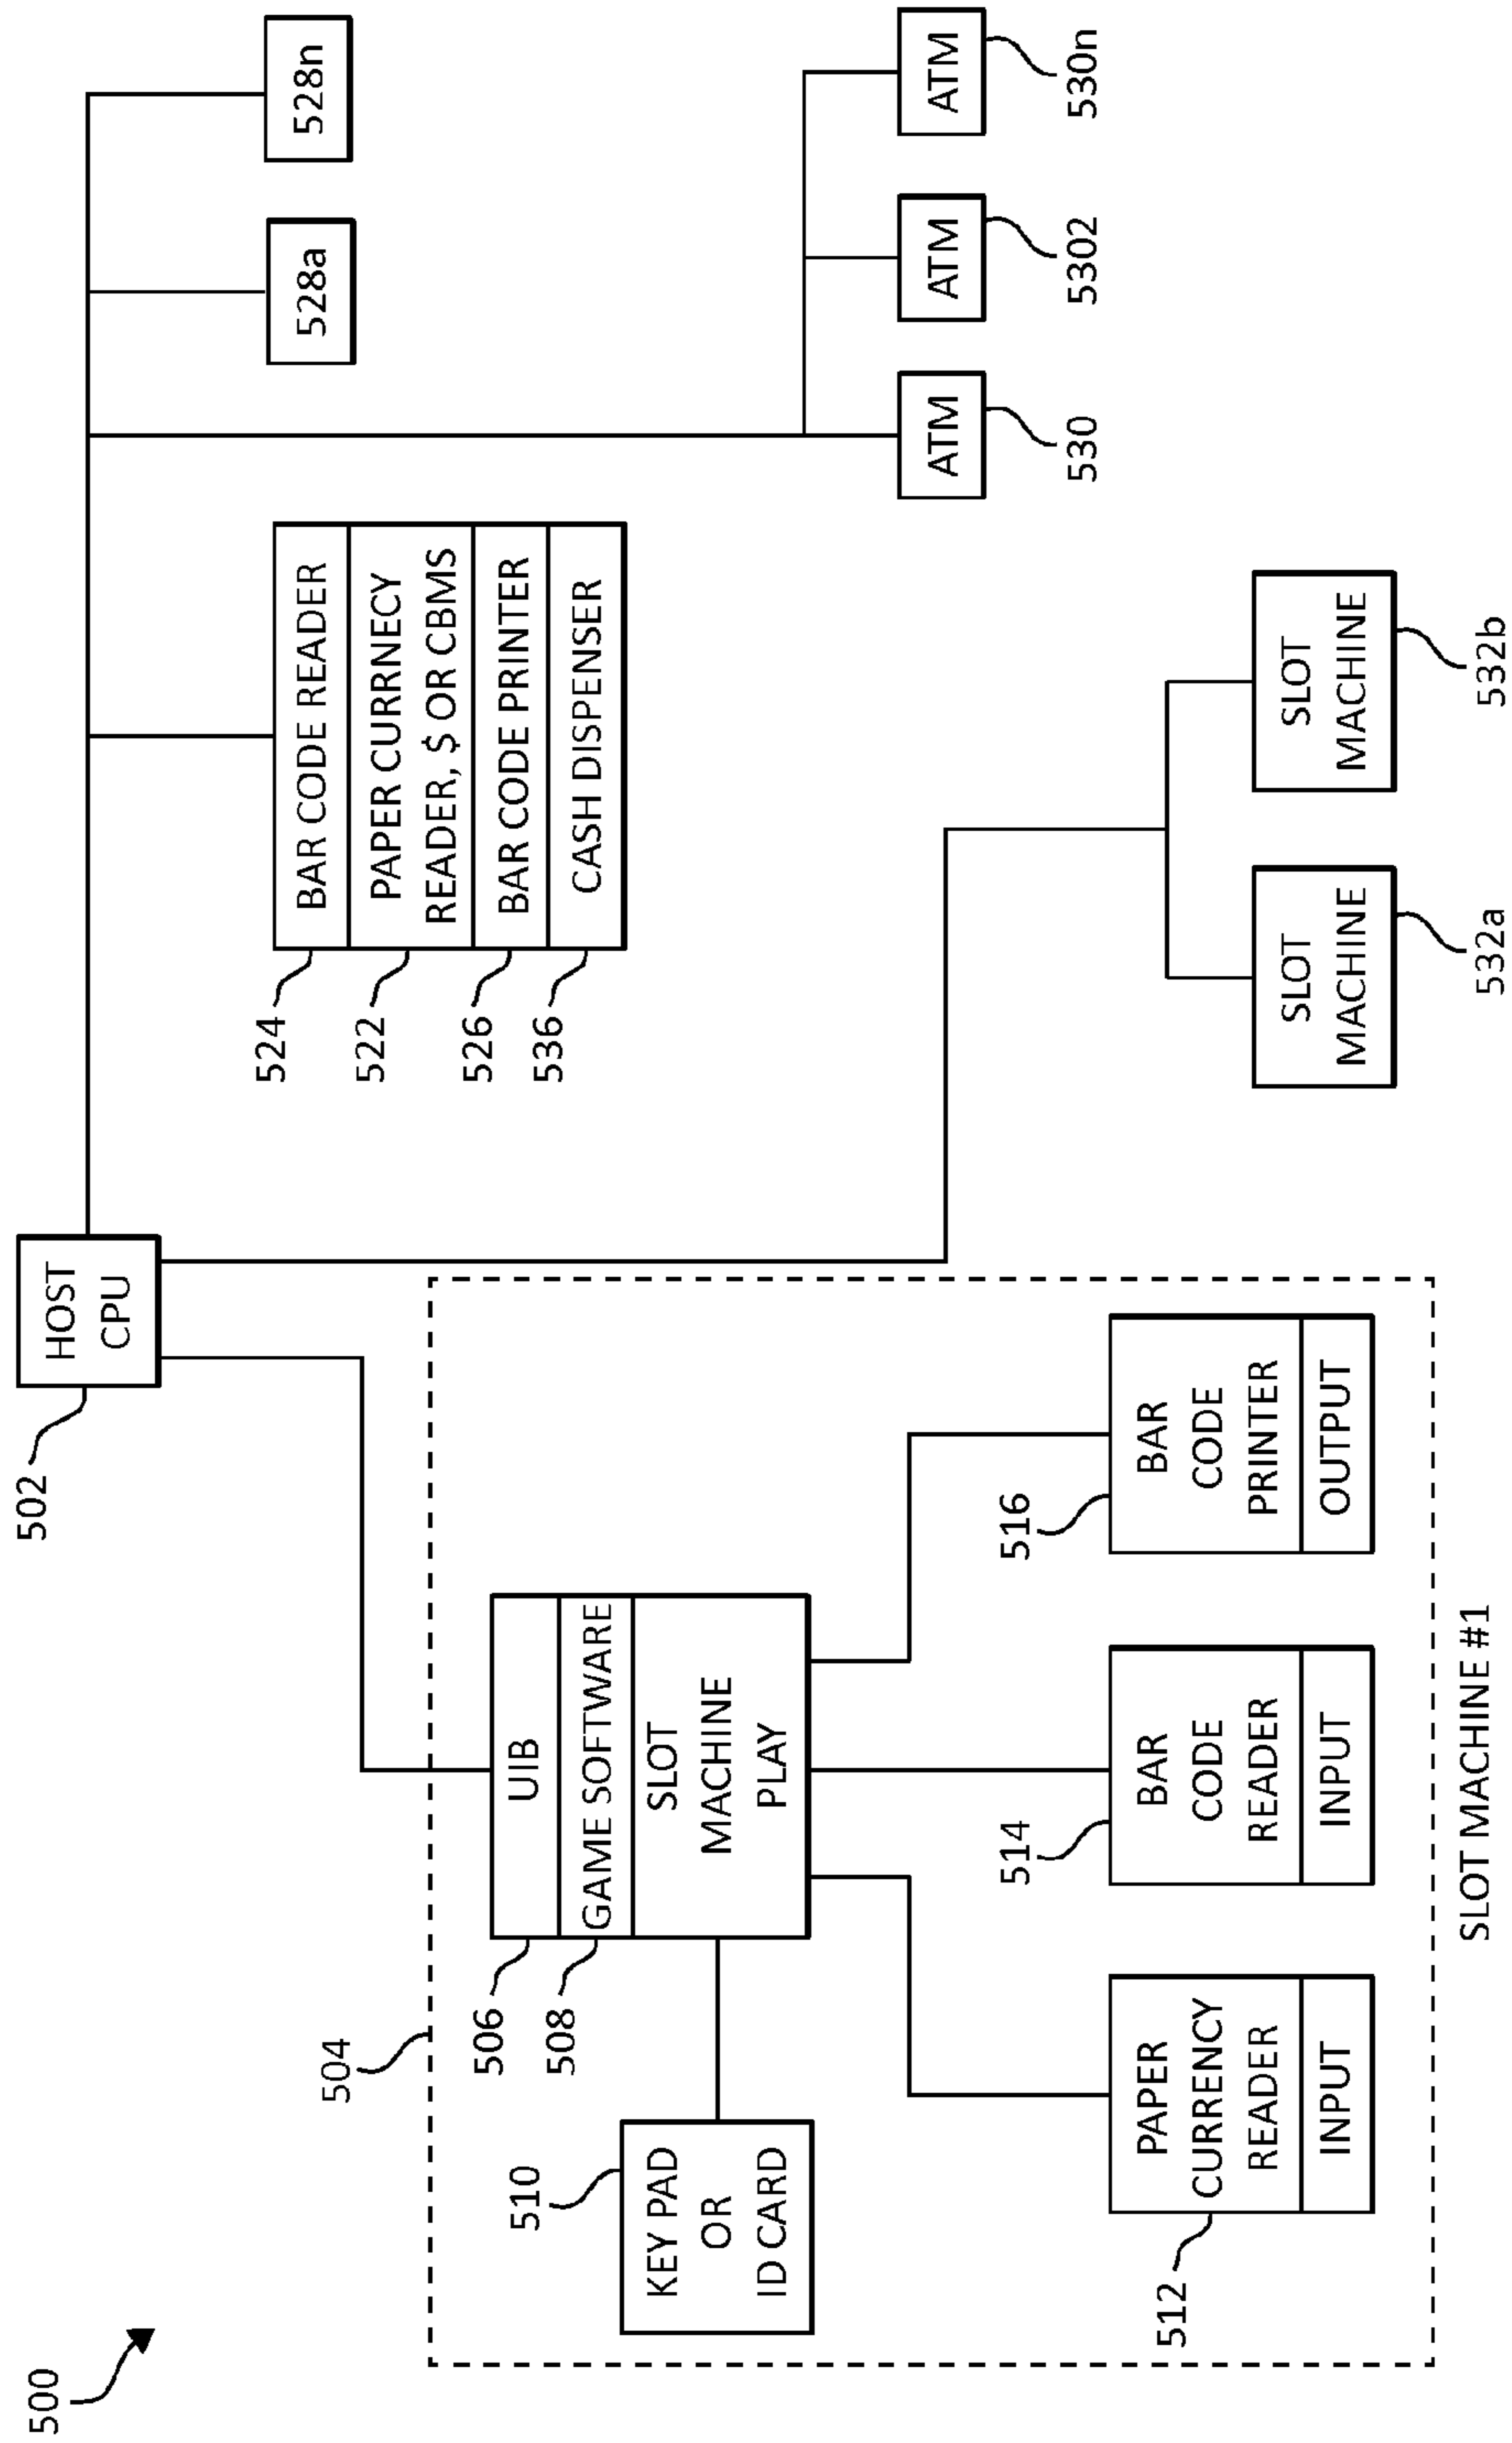 500
502
HOST
CPU
528a
528n
524
BAR CODE READER
522
PAPER CURRNECY
READER, $ OR CBMS
526
BAR CODE PRINTER
536
CASH DISPENSER
504
506
UIB
508
GAME SOFTWARE
SLOT
MACHINE
PLAY
510
KEY PAD
OR
ID CARD
512
PAPER
CURRENCY
READER
INPUT
514
BAR
CODE
READER
INPUT
516
BAR
CODE
PRINTER
OUTPUT
ATM
530
ATM
5302
ATM
530n
SLOT
MACHINE
532a
SLOT
MACHINE
532b
SLOT MACHINE #1